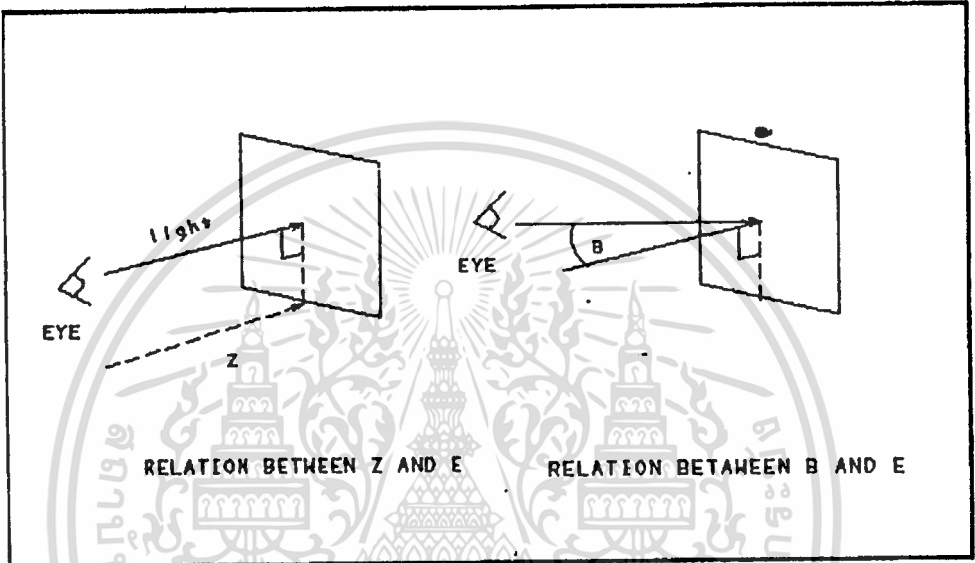 light
EYE
Z
RELATION BETWEEN Z AND E
EYE
B
RELATION BETAWEEN B AND E